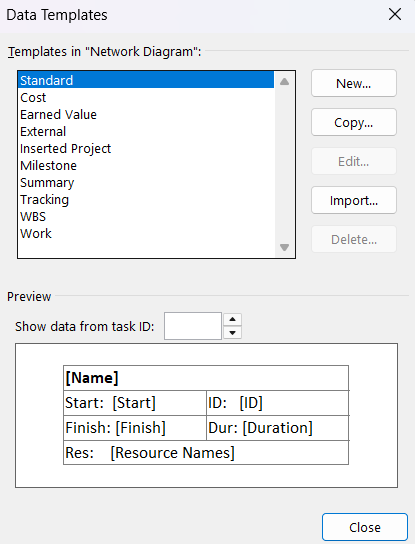 Data Templates
Templates in "Network Diagram":
Standard
Cost
Earned Value
External
Inserted Project
Milestone
Summary
Tracking
WBS
Work
New...
Copy...
Edit...
Import...
Delete...
Preview
Show data from task ID:
[Name]
Start: [Start] ID: [ID]
Finish: [Finish] Dur: [Duration]
Res: [Resource Names]
Close